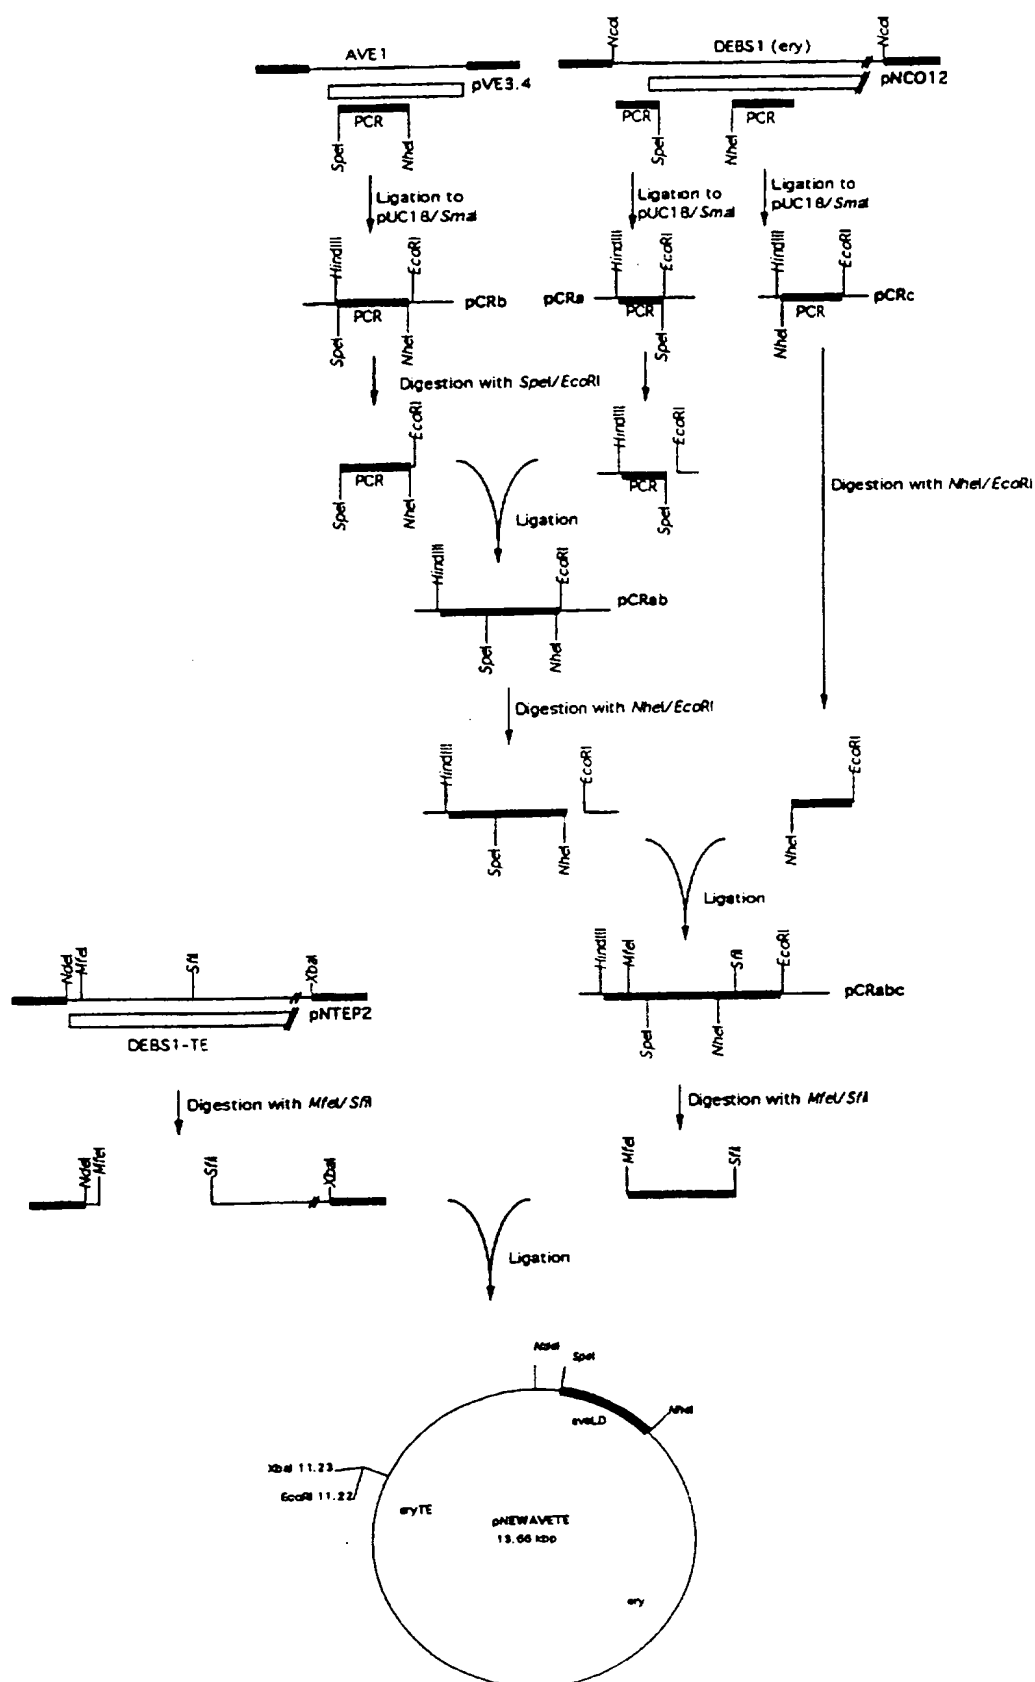 AVE1
pVE3.4
PCR
SpeI
NheI
NcoI
DEBS1 (ery)
NcoI
pNCO12
PCR
SpeI
PCR
NheI
Ligation to
pUC18/SmaI
Ligation to
pUC18/SmaI
Ligation to
pUC18/SmaI
HindIII
EcoRI
pCRb
PCR
SpeI
NheI
pCRa
HindIII
EcoRI
PCR
SpeI
HindIII
EcoRI
pCRc
PCR
NheI
Digestion with SpeI/EcoRI
EcoRI
PCR
SpeI
NheI
HindIII
EcoRI
PCR
SpeI
Digestion with NheI/EcoRI
Ligation
HindIII
EcoRI
pCRab
SpeI
NheI
Digestion with NheI/EcoRI
HindIII
EcoRI
SpeI
NheI
EcoRI
NheI
Ligation
NdeI
MfeI
SfiI
XbaI
pNTEP2
DEBS1-TE
HindIII
MfeI
SfiI
EcoRI
pCRabc
SpeI
NheI
Digestion with MfeI/SfiI
Digestion with MfeI/SfiI
NdeI
MfeI
SfiI
XbaI
MfeI
SfiI
Ligation
NdeI
SpeI
aveLD
NheI
XbaI 11.23
EcoRI 11.22
eryTE
pNEWAVETE
13.66 kbp
ery